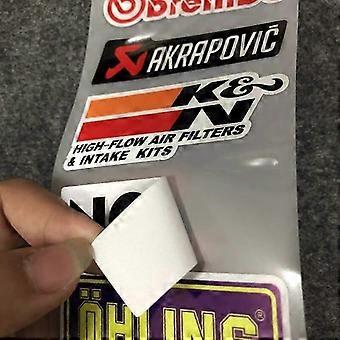 AKRAPOVIČ
K&N
HIGH-FLOW AIR FILTERS
& INTAKE KITS
ÖHLINS®